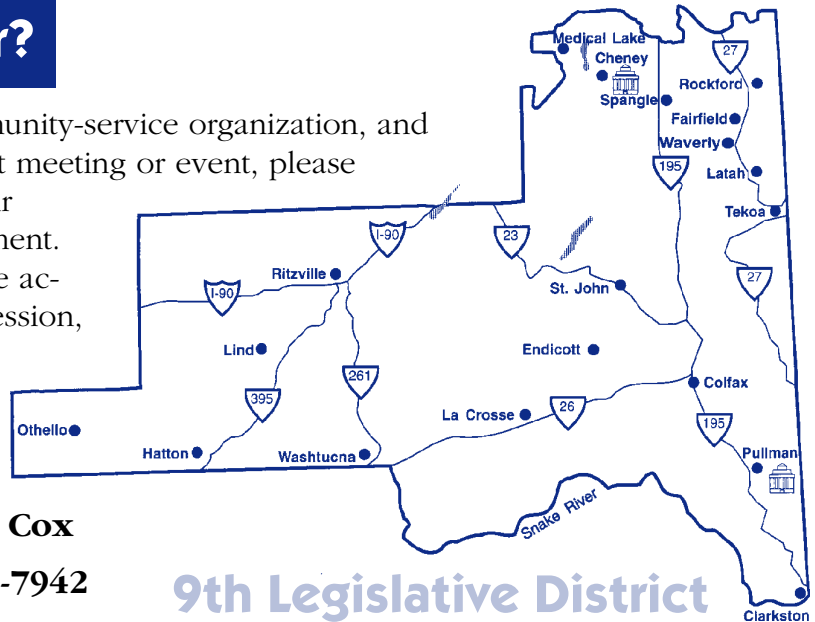 r?
munity-service organization, and
t meeting or event, please
r
ment.
e ac-
ession,
Cox
-7942
Medical Lake
Cheney
27
Rockford
Spangle
Fairfield
Waverly
195
Latah
Tekoa
I-90
23
Ritzville
I-90
St. John
27
Lind
Endicott
261
395
Colfax
La Crosse
26
195
Othello
Hatton
Washtucna
Pullman
Snake River
9th Legislative District
Clarkston